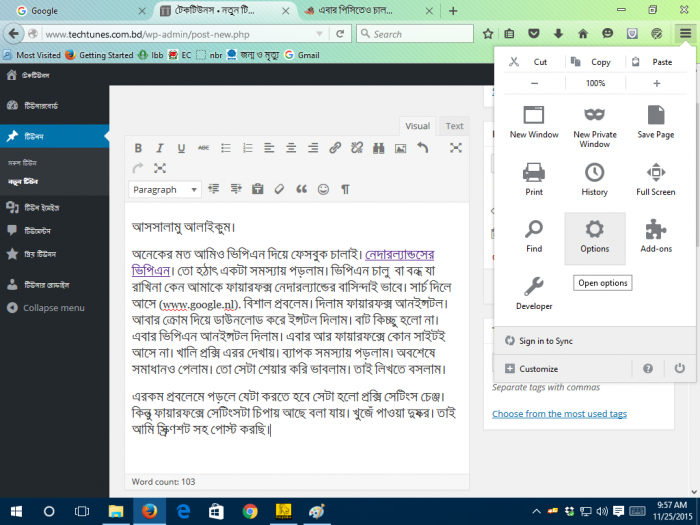 Google
টেকটিউনস • নতুন টি...
এবার পিসিতেও চাল...
www.techtunes.com.bd/wp-admin/post-new.php
Search
Most Visited
Getting Started
Ibb
EC
nbr
জন্ম ও মৃত্যু
Gmail
টেকটিউনস
টিউনারবোর্ড
টিউনস
সকল টিউন
নতুন টিউন
টিউন ইমেইজ
টিউমেন্টস
প্রিয় টিউনস
টিউনার প্রোফাইল
Collapse menu
Visual
Text
B I U ABC
Paragraph
আসসালামু আলাইকুম।
অনেকের মত আমিও ভিপিএন দিয়ে ফেসবুক চালাই। নেদারল্যান্ডসের
ভিপিএন। তো হঠাৎ একটা সমস্যায় পড়লাম। ভিপিএন চালু বা বন্ধ যা
রাখিনা কেন আমাকে ফায়ারফক্স নেদারল্যান্ডের বাসিন্দাই ভাবে। সার্চ দিলে
আসে (www.google.nl). বিশাল প্রবলেম। দিলাম ফায়ারফক্স আনইন্সটল।
আবার ক্রোম দিয়ে ডাউনলোড করে ইন্সটল দিলাম। বাট কিচ্ছু হলো না।
এবার ভিপিএন আনইন্সটল দিলাম। এবার আর ফায়ারফক্সে কোন সাইটই
আসে না। খালি প্রক্সি এরর দেখায়। ব্যাপক সমস্যায় পড়লাম। অবশেষে
সমাধানও পেলাম। তো সেটা শেয়ার করি ভাবলাম। তাই লিখতে বসলাম।
এরকম প্রবলেমে পড়লে যেটা করতে হবে সেটা হলো প্রক্সি সেটিংস চেঞ্জ।
কিন্তু ফায়ারফক্সে সেটিংসটা চিপায় আছে বলা যায়। খুঁজে পাওয়া দুষ্কর। তাই
আমি স্ক্রিণশট সহ পোস্ট করছি।
Word count: 103
Cut
Copy
Paste
100%
New Window
New Private
Window
Save Page
Print
History
Full Screen
Find
Options
Add-ons
Developer
Open options
Sign in to Sync
Customize
Separate tags with commas
Choose from the most used tags
9:57 AM
11/25/2015